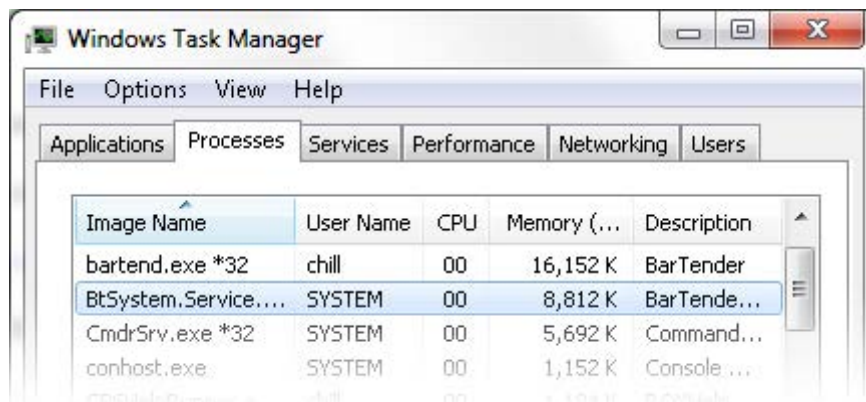 Windows Task Manager
File Options View Help
Applications Processes Services Performance Networking Users
Image Name User Name CPU Memory (... Description
bartend.exe *32 chill 00 16,152 K BarTender
BtSystem.Service.... SYSTEM 00 8,812 K BarTende...
CmdrSrv.exe *32 SYSTEM 00 5,692 K Command...
conhost.exe SYSTEM 00 1,152 K Console ...